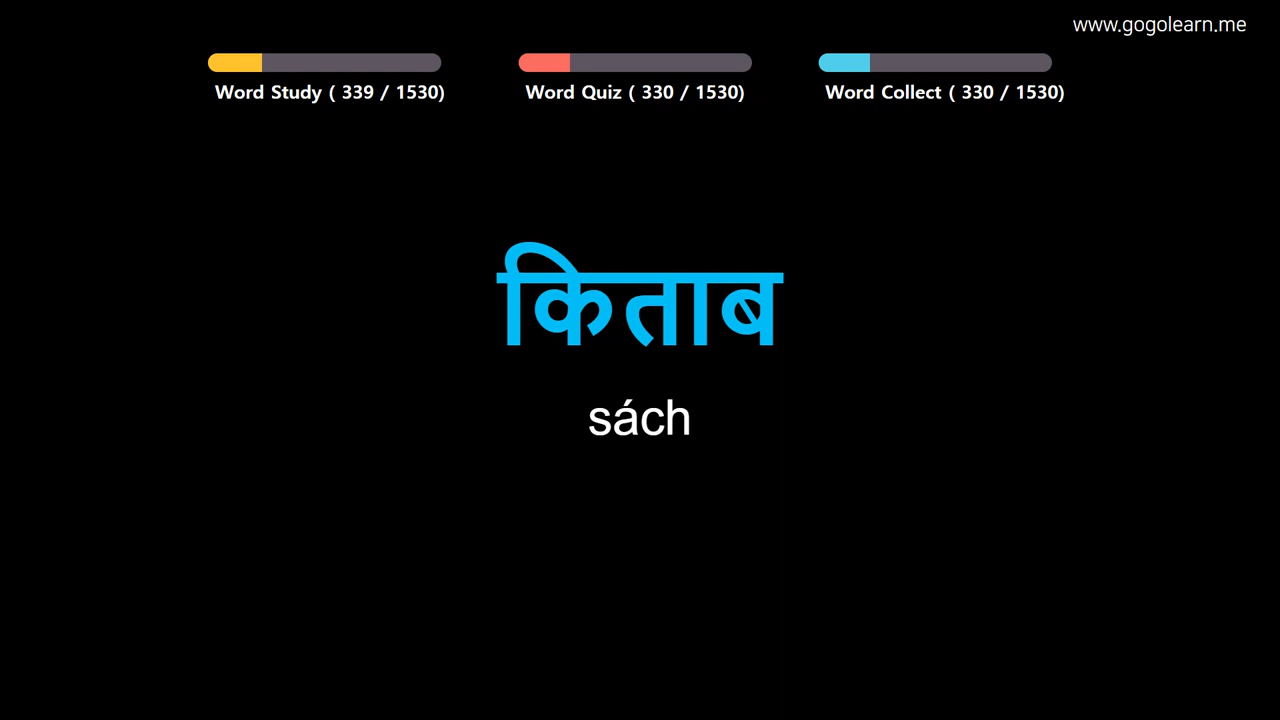 www.gogolearn.me
Word Study ( 339 / 1530)
Word Quiz ( 330 / 1530)
Word Collect ( 330 / 1530)
किताब
sách